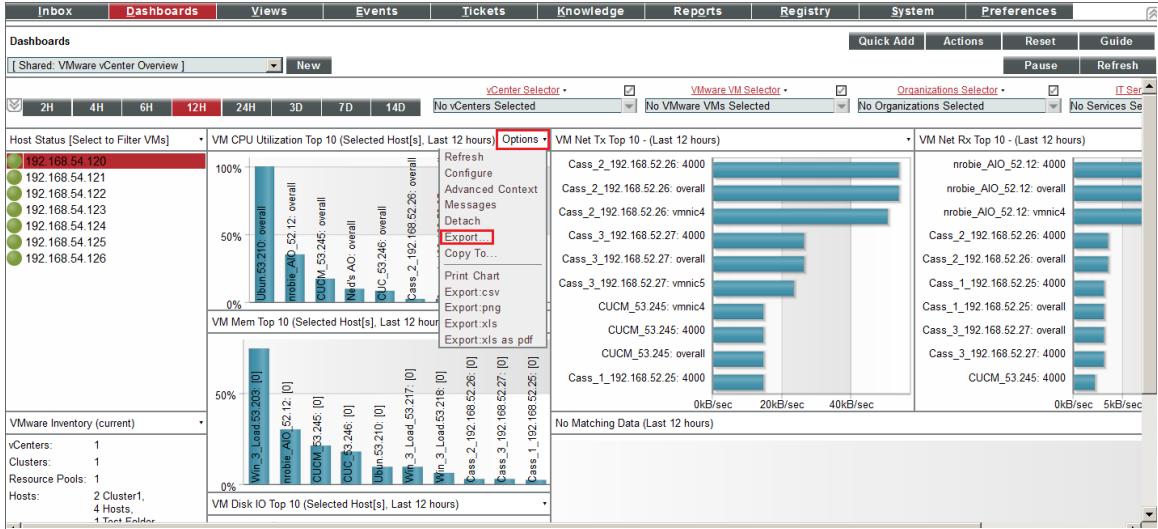 Inbox Dashboards Views Events Tickets Knowledge Reports Registry System Preferences
Dashboards
Quick Add Actions Reset Guide
[ Shared: VMware vCenter Overview ] New
Pause Refresh
vCenter Selector VMware VM Selector Organizations Selector IT Se
2H 4H 6H 12H 24H 3D 7D 14D
No vCenters Selected No VMware VMs Selected No Organizations Selected No Services Se
Host Status [Select to Filter VMs]
192.168.54.120
192.168.54.121
192.168.54.122
192.168.54.123
192.168.54.124
192.168.54.125
192.168.54.126
VMware Inventory (current)
vCenters: 1
Clusters: 1
Resource Pools: 1
Hosts: 2 Cluster1,
4 Hosts,
1 Test Folder
VM CPU Utilization Top 10 (Selected Host[s], Last 12 hours) Options
100%
50%
0%
Ubun.53.210: overall
nrobie_AIO_52.12: overall
CUCM_53.245: overall
Ned's AO: overall
CUC_53.246: overall
Cass_2_192.168.52.26: overall
Refresh
Configure
Advanced Context
Messages
Detach
Export...
Copy To...
Print Chart
Export:csv
Export:png
Export:xls
Export:xls as pdf
VM Mem Top 10 (Selected Host[s], Last 12 hour
50%
0%
Win_3_Load.53.203: [0]
nrobie_AIO_52.12: [0]
CUCM_53.245: [0]
CUC_53.246: [0]
Ubun.53.210: [0]
Win_3_Load_53.217: [0]
Win_3_Load.53.218: [0]
Cass_2_192.168.52.26: [0]
Cass_3_192.168.52.27: [0]
Cass_1_192.168.52.25: [0]
VM Disk IO Top 10 (Selected Host[s], Last 12 hours)
VM Net Tx Top 10 - (Last 12 hours)
Cass_2_192.168.52.26: 4000
Cass_2_192.168.52.26: overall
Cass_2_192.168.52.26: vmnic4
Cass_3_192.168.52.27: 4000
Cass_3_192.168.52.27: overall
Cass_3_192.168.52.27: vmnic5
CUCM_53.245: vmnic4
CUCM_53.245: 4000
CUCM_53.245: overall
Cass_1_192.168.52.25: 4000
0kB/sec 20kB/sec 40kB/sec
No Matching Data (Last 12 hours)
VM Net Rx Top 10 - (Last 12 hours)
nrobie_AIO_52.12: 4000
nrobie_AIO_52.12: overall
nrobie_AIO_52.12: vmnic4
Cass_2_192.168.52.26: 4000
Cass_2_192.168.52.26: overall
Cass_1_192.168.52.25: 4000
Cass_1_192.168.52.25: overall
Cass_3_192.168.52.27: overall
Cass_3_192.168.52.27: 4000
CUCM_53.245: 4000
0kB/sec 5kB/sec